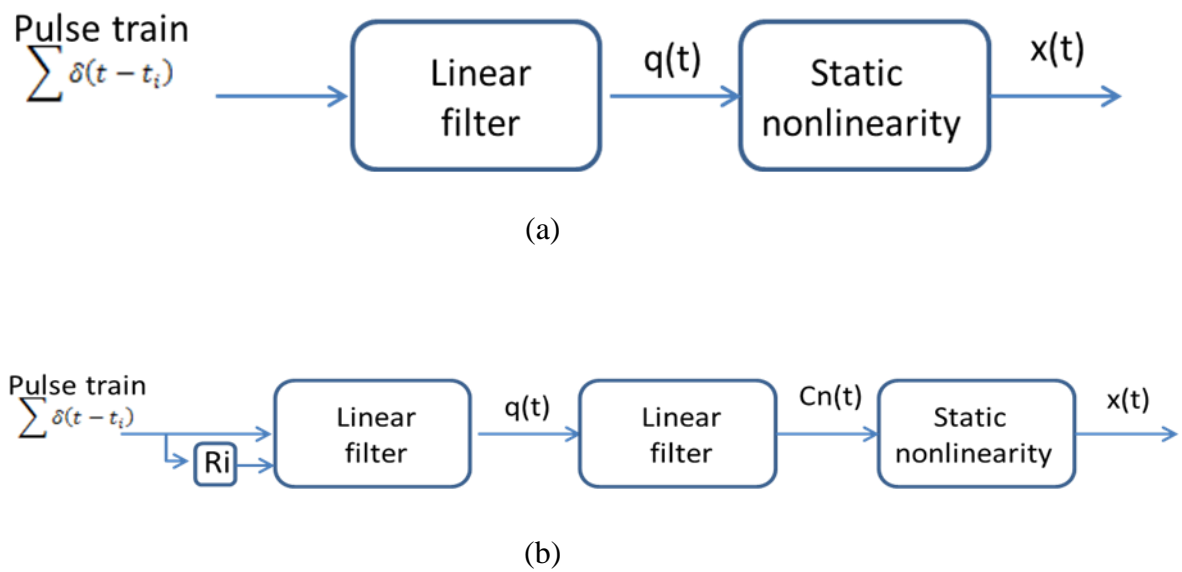 Pulse train
∑ δ(t − tᵢ)
Linear
filter
q(t)
Static
nonlinearity
x(t)
(a)
Pulse train
∑ δ(t − tᵢ)
Ri
Linear
filter
q(t)
Linear
filter
Cn(t)
Static
nonlinearity
x(t)
(b)